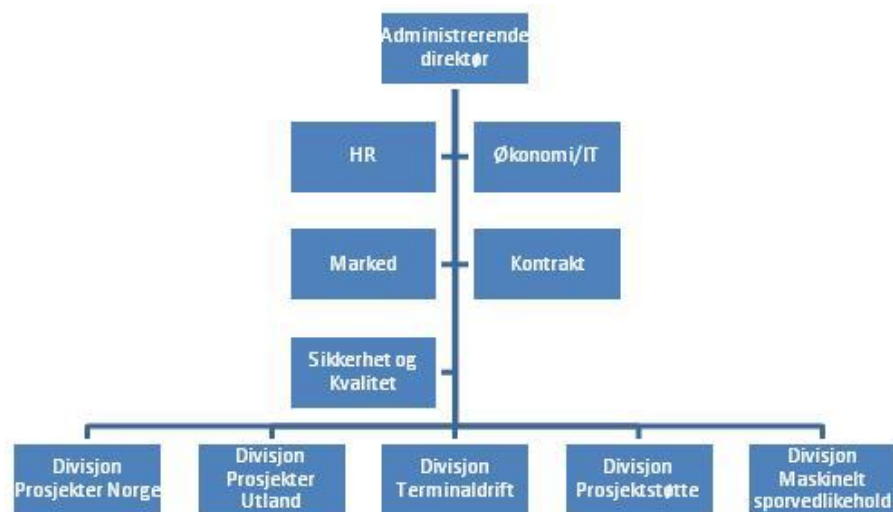 Administrerende
direktør
HR
Økonomi/IT
Marked
Kontrakt
Sikkerhet og
Kvalitet
Divisjon
Prosjekter Norge
Divisjon
Prosjekter
Utland
Divisjon
Terminaldrift
Divisjon
Prosjektstøtte
Divisjon
Maskinelt
sporvedlikehold